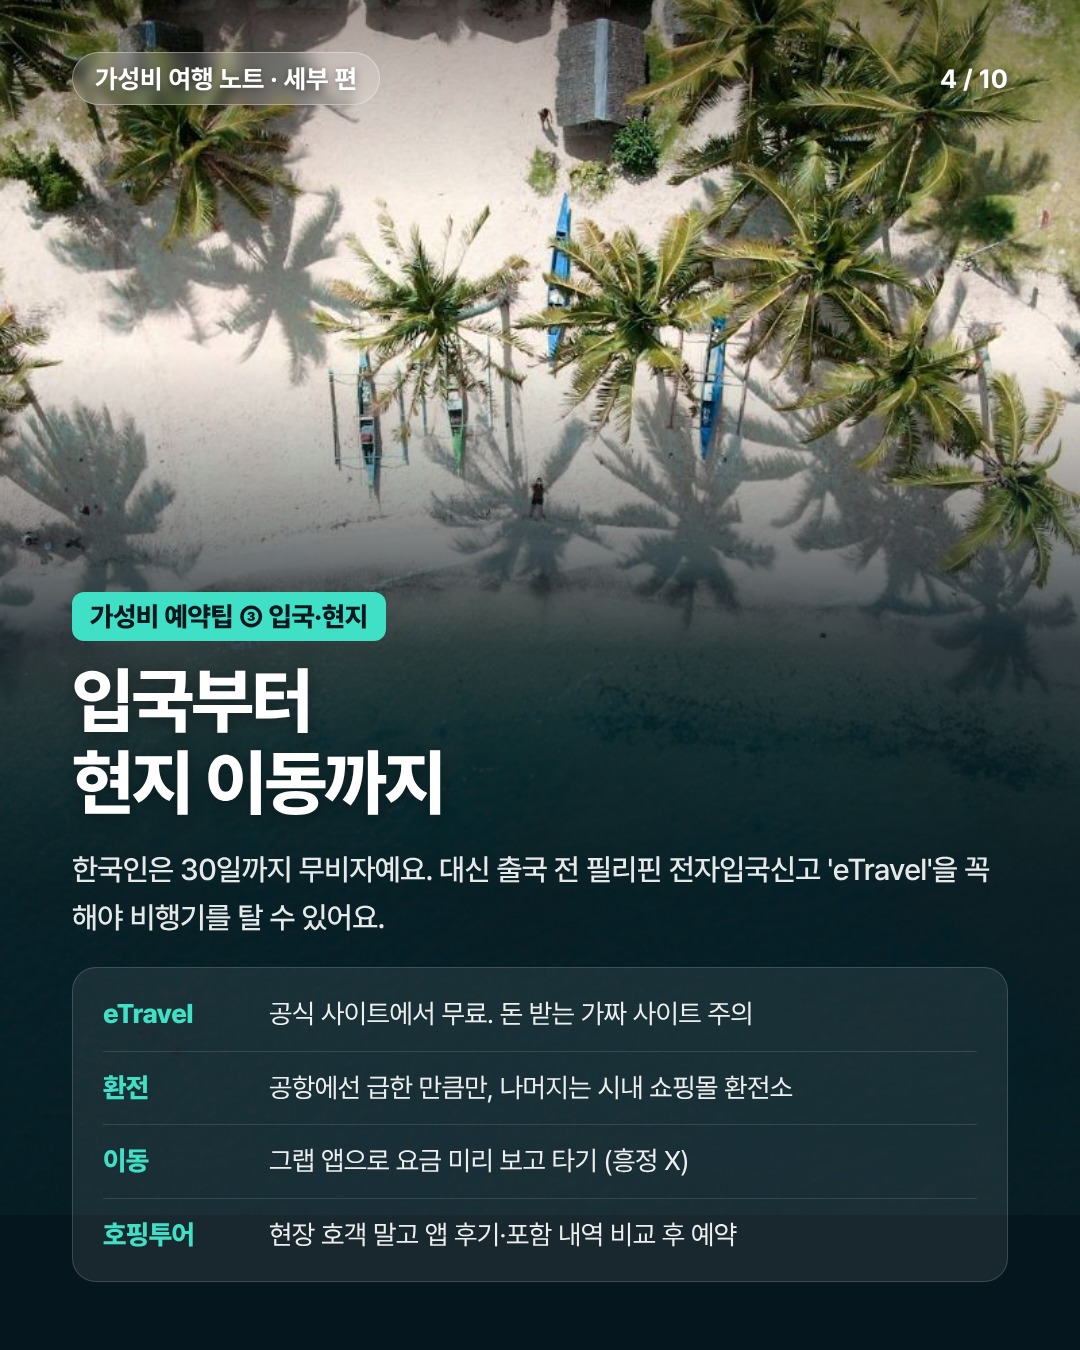 가성비 여행 노트 · 세부 편
4 / 10
가성비 예약팁 ③ 입국·현지
입국부터
현지 이동까지
한국인은 30일까지 무비자예요. 대신 출국 전 필리핀 전자입국신고 'eTravel'을 꼭
해야 비행기를 탈 수 있어요.
eTravel 공식 사이트에서 무료. 돈 받는 가짜 사이트 주의
환전 공항에선 급한 만큼만, 나머지는 시내 쇼핑몰 환전소
이동 그랩 앱으로 요금 미리 보고 타기 (흥정 X)
호핑투어 현장 호객 말고 앱 후기·포함 내역 비교 후 예약